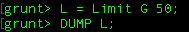 [grunt> L = Limit G 50;
[grunt> DUMP L;